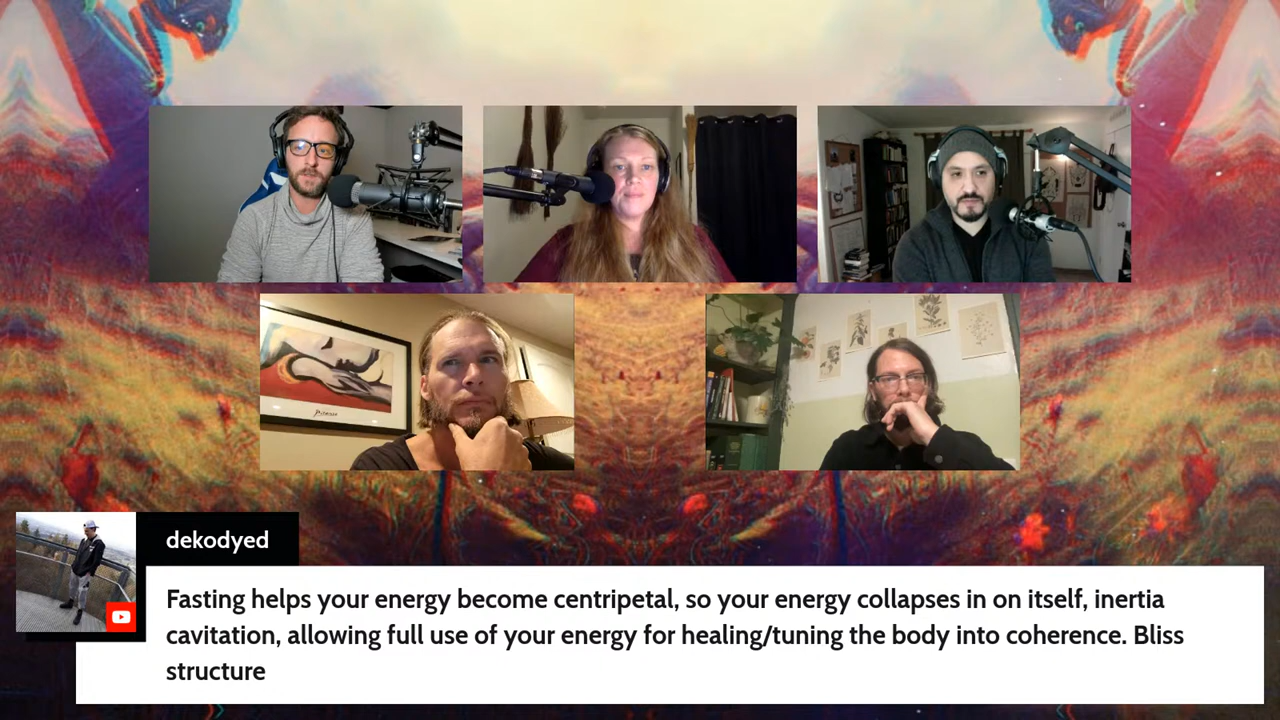 Picasso
dekodyed
Fasting helps your energy become centripetal, so your energy collapses in on itself, inertia
cavitation, allowing full use of your energy for healing/tuning the body into coherence. Bliss
structure